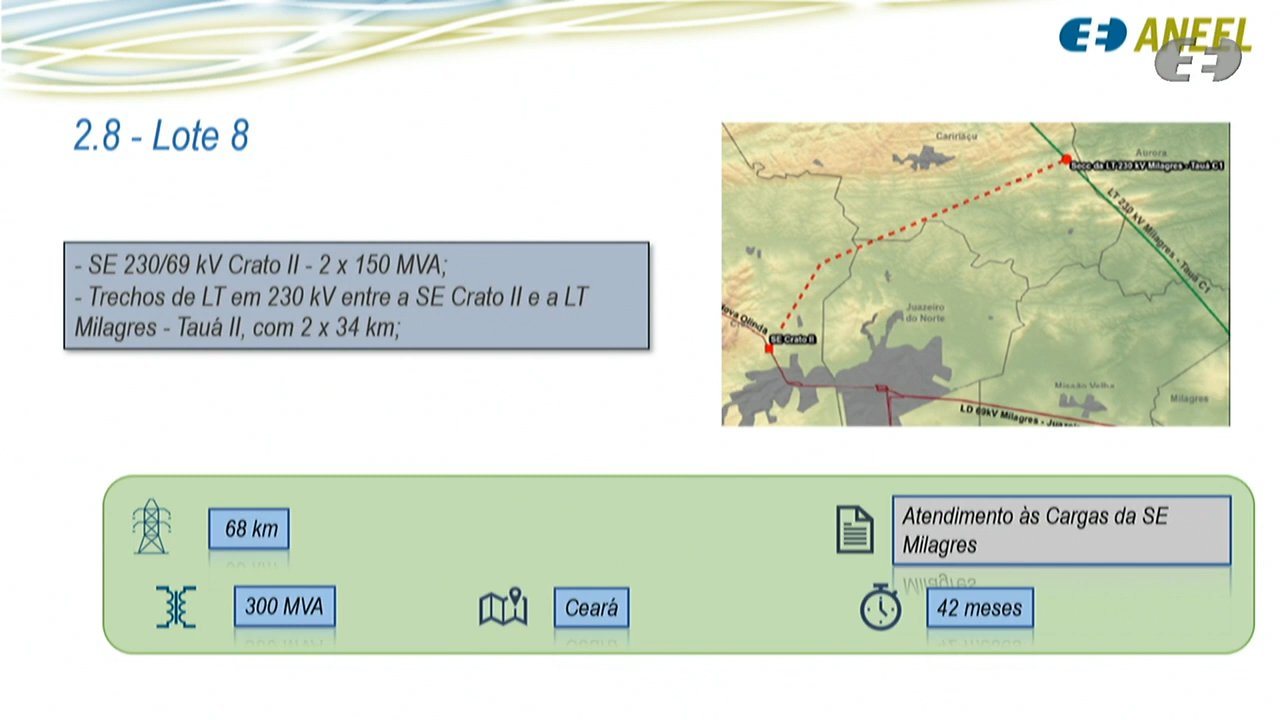 ANEEL
2.8 - Lote 8
- SE 230/69 kV Crato II - 2 x 150 MVA;
- Trechos de LT em 230 kV entre a SE Crato II e a LT
Milagres - Tauá II, com 2 x 34 km;
Caririaçu
Aurora
Secc da LT 230 kV Milagres - Tauá C1
LT 230 kV Milagres - Tauá C1
Juazeiro
do Norte
Nova Olinda
SE Crato II
Missão Velha
Milagres
LD 69kV Milagres -
68 km
Atendimento às Cargas da SE
Milagres
300 MVA
Ceará
42 meses